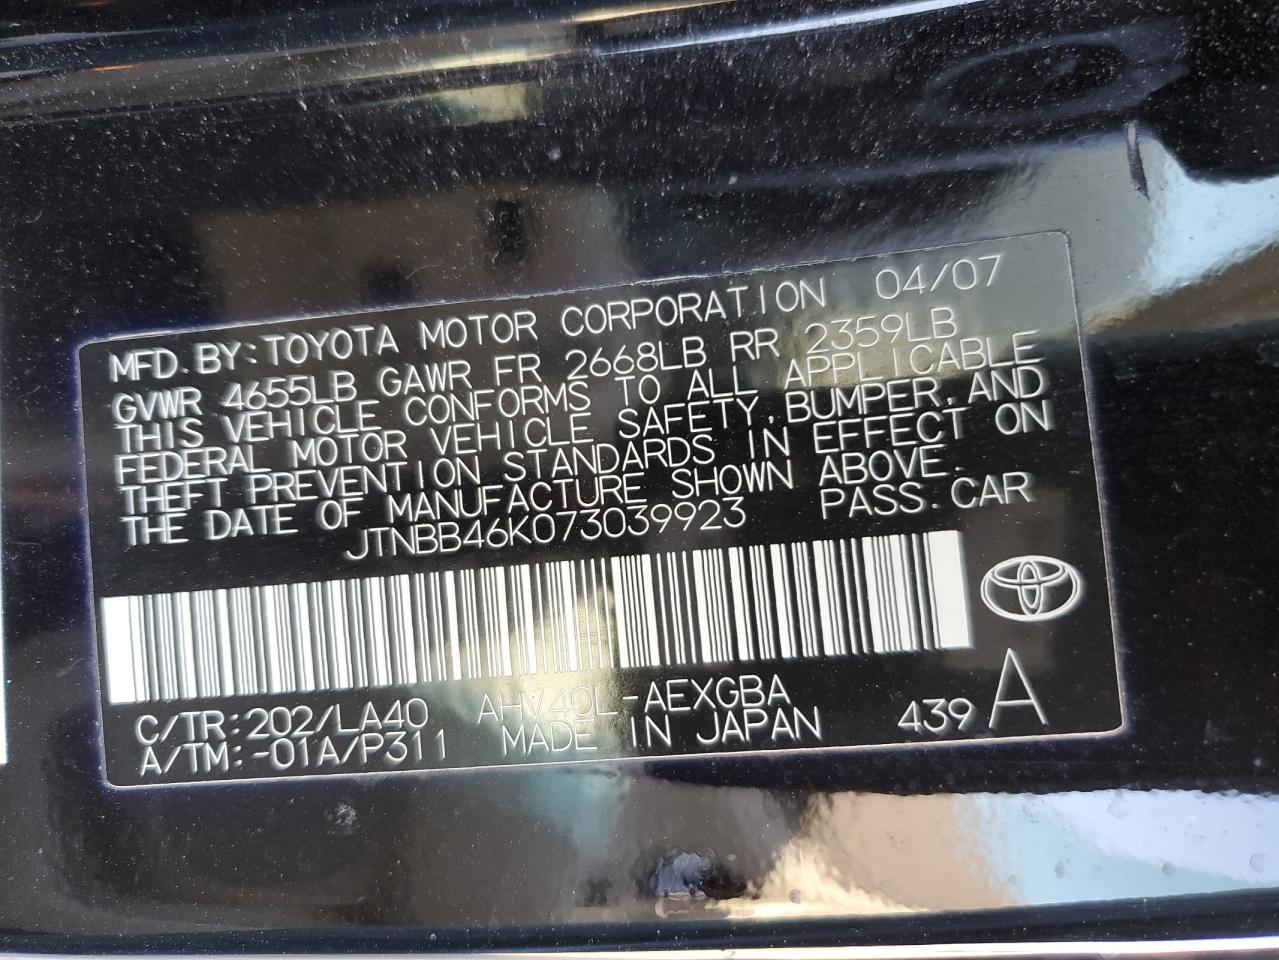 MFD.BY:TOYOTA MOTOR CORPORATION 04/07
GVWR 4655LB GAWR FR 2668LB RR 2359LB
THIS VEHICLE CONFORMS TO ALL APPLICABLE
FEDERAL MOTOR VEHICLE SAFETY,BUMPER,AND
THEFT PREVENTION STANDARDS IN EFFECT ON
THE DATE OF MANUFACTURE SHOWN ABOVE.
JTNBB46K073039923 PASS.CAR
C/TR:202/LA40 AHV40L-AEXGBA
A/TM:-01A/P311 MADE IN JAPAN 439 A